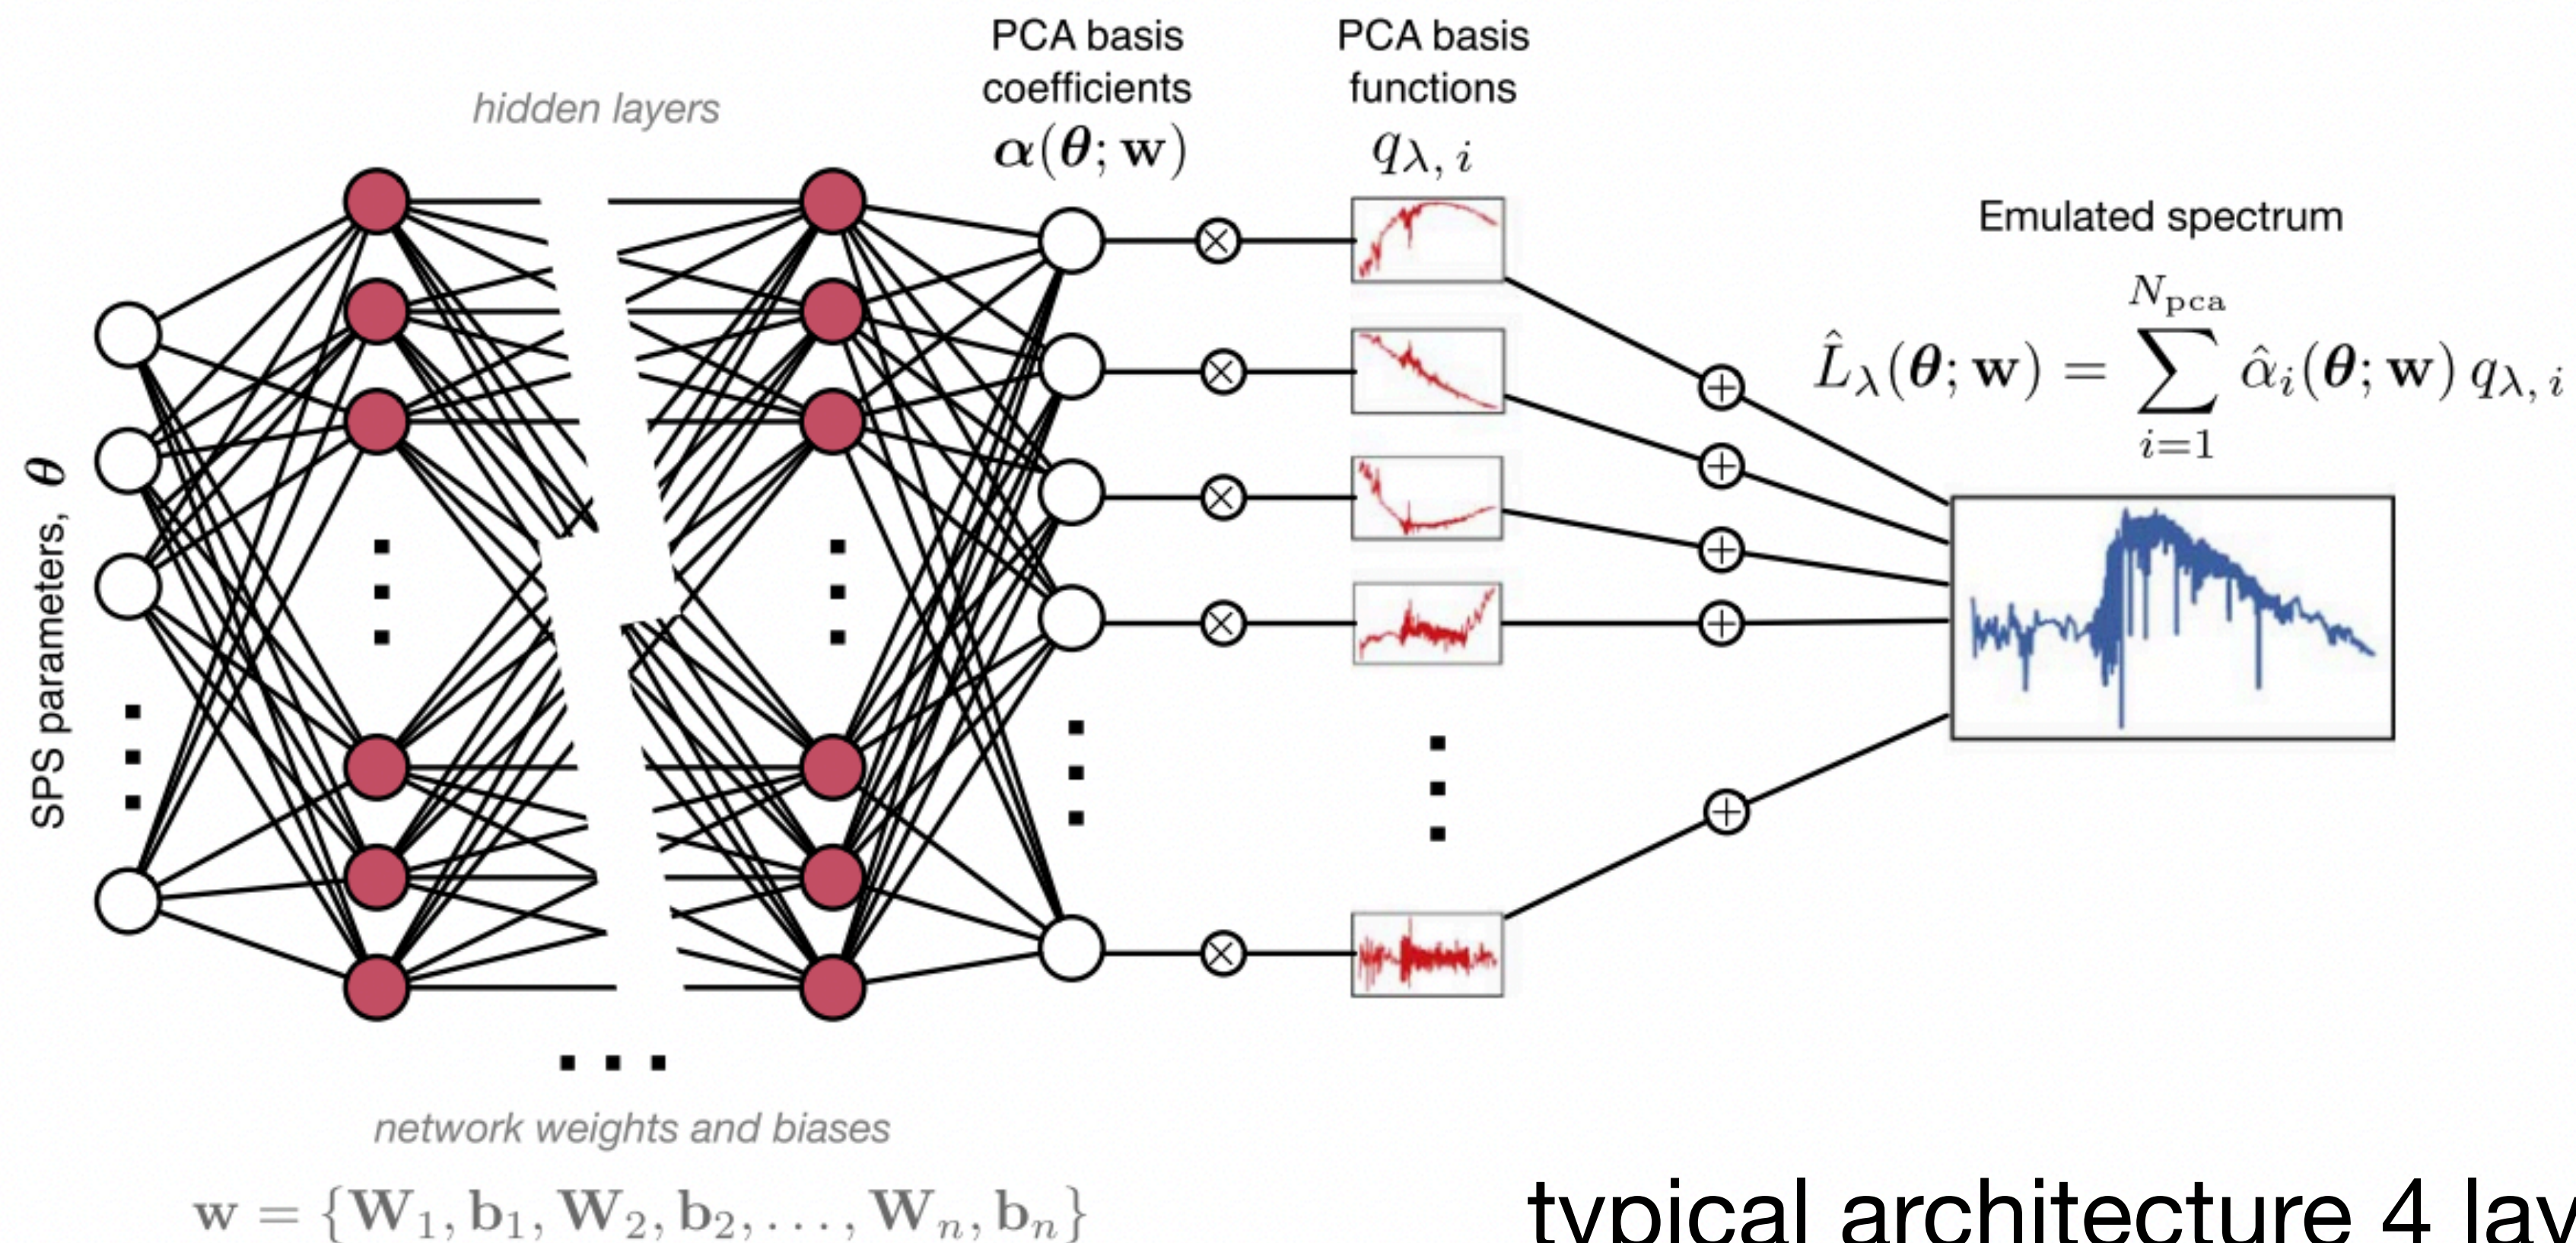 PCA basis
coefficients
α(θ; w)
PCA basis
functions
q_{λ, i}
hidden layers
Emulated spectrum
L̂_λ(θ; w) = ∑_{i=1}^{N_pca} α̂_i(θ; w) q_{λ, i}
SPS parameters, θ
network weights and biases
w = {W_1, b_1, W_2, b_2, . . . , W_n, b_n}
typical architecture 4